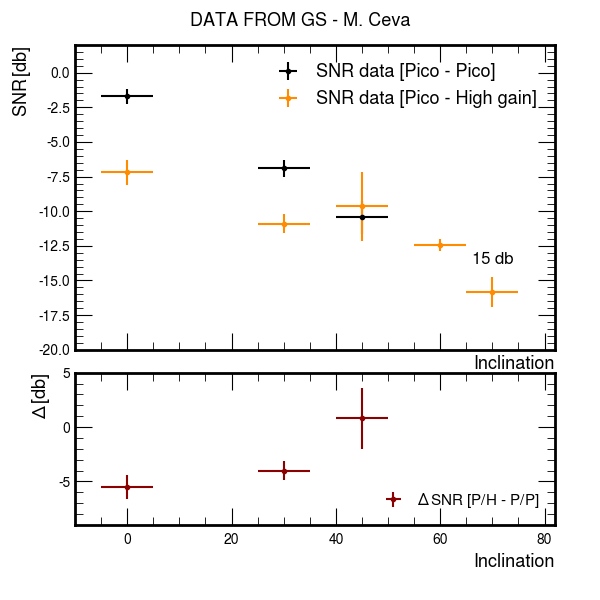 DATA FROM GS - M. Ceva
SNR [db]
0.0
-2.5
-5.0
-7.5
-10.0
-12.5
-15.0
-17.5
-20.0
SNR data [Pico - Pico]
SNR data [Pico - High gain]
15 db
Inclination
Δ [db]
5
0
-5
Δ SNR [P/H - P/P]
0 20 40 60 80
Inclination